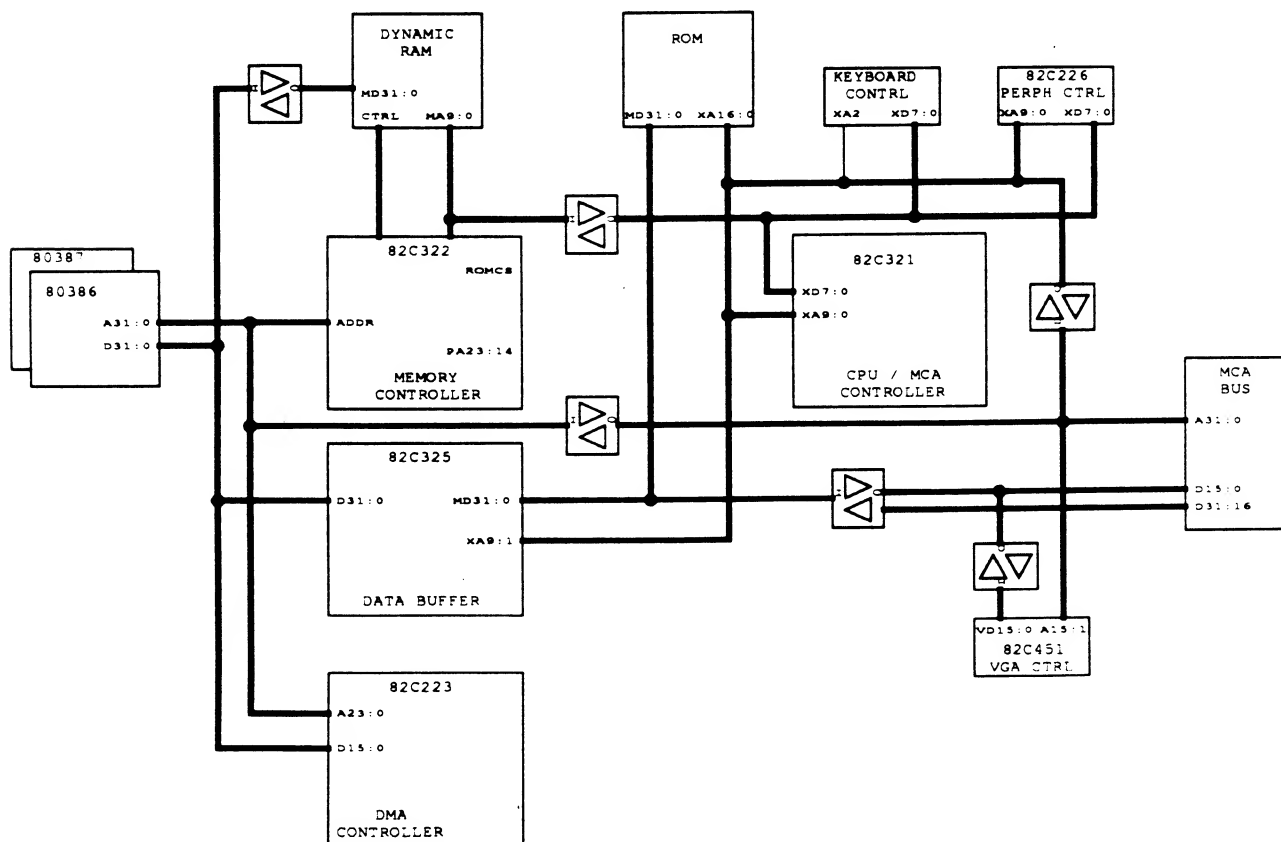 DYNAMIC
RAM
MD31:0
CTRL MA9:0
ROM
MD31:0 XA16:0
KEYBOARD
CONTRL
XA2 XD7:0
82C226
PERPH CTRL
XA9:0 XD7:0
80387
80386
A31:0
D31:0
82C322
ROMCS
ADDR
PA23:14
MEMORY
CONTROLLER
82C321
XD7:0
XA9:0
CPU / MCA
CONTROLLER
MCA
BUS
A31:0
D15:0
D31:16
82C325
D31:0
MD31:0
XA9:1
DATA BUFFER
VD15:0 A15:1
82C451
VGA CTRL
82C223
A23:0
D15:0
DMA
CONTROLLER